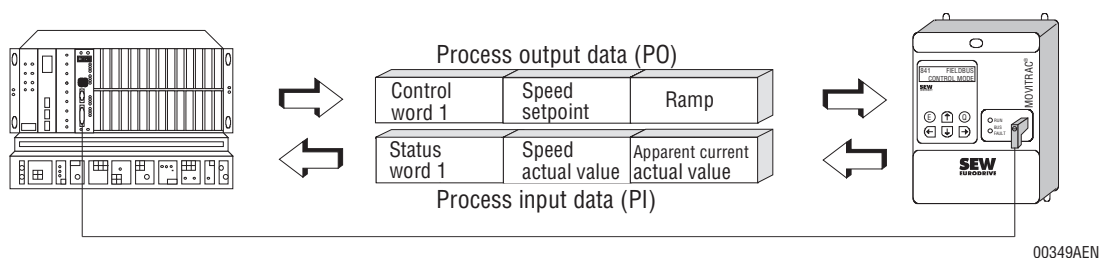 Process output data (PO)
Control
word 1
Speed
setpoint
Ramp
Status
word 1
Speed
actual value
Apparent current
actual value
Process input data (PI)
841 FIELDBUS
CONTROL MODE
SEW
MOVITRAC®
E
Q
RUN
BUS
FAULT
SEW
EURODRIVE
00349AEN